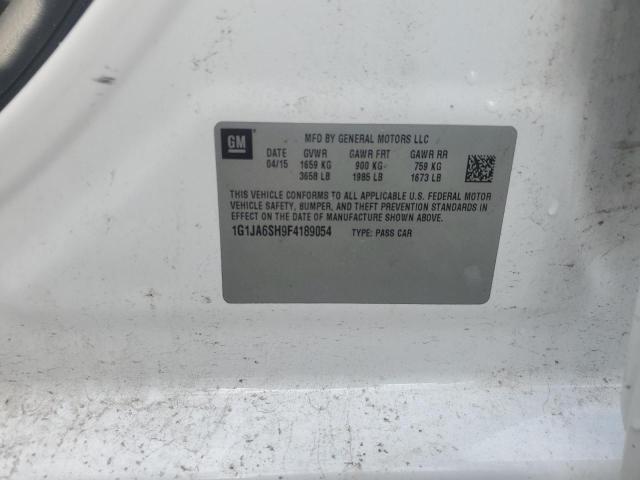 GM MFD BY GENERAL MOTORS LLC
DATE GVWR GAWR FRT GAWR RR
04/15 1659 KG 900 KG 759 KG
3658 LB 1985 LB 1673 LB
THIS VEHICLE CONFORMS TO ALL APPLICABLE U.S. FEDERAL MOTOR
VEHICLE SAFETY, BUMPER, AND THEFT PREVENTION STANDARDS
IN EFFECT ON THE DATE OF MANUFACTURE SHOWN ABOVE.
1G1JA6SH9F4189054 TYPE: PASS CAR